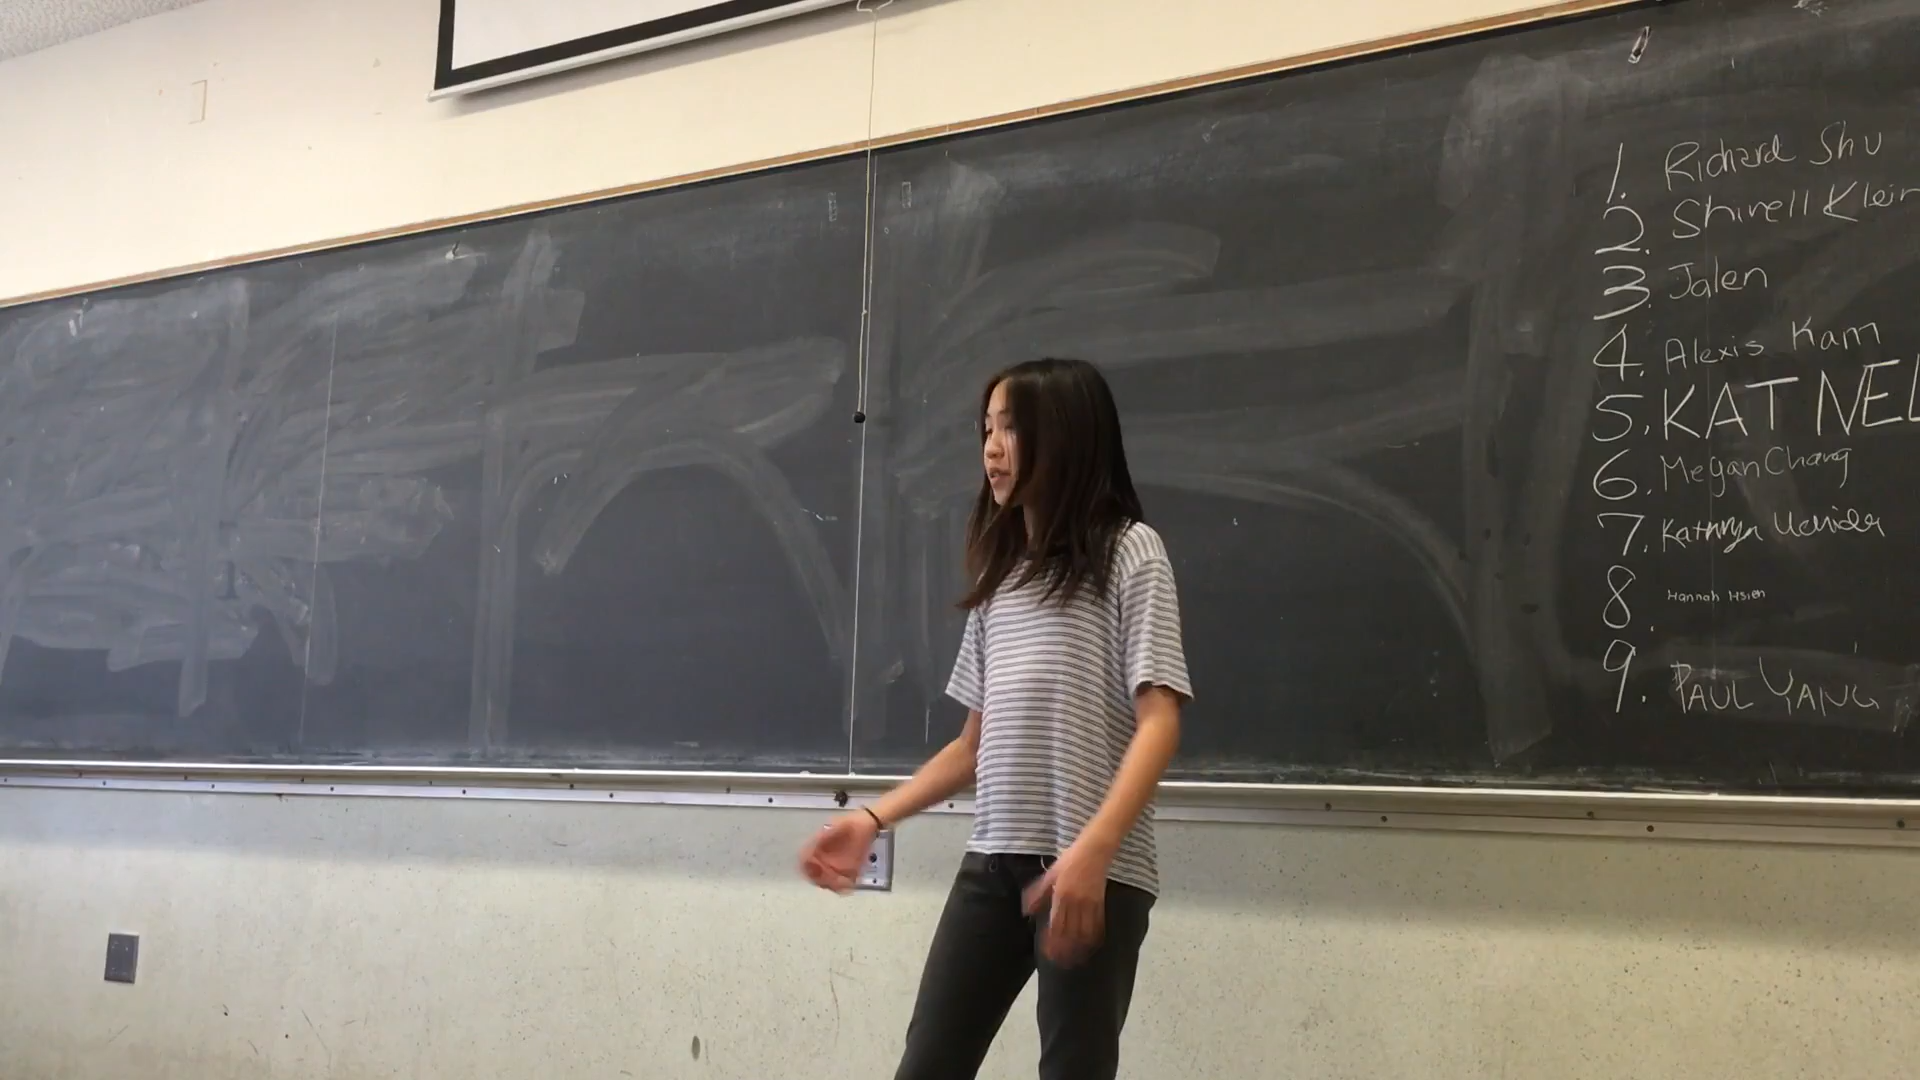 1. Richard Shu
2. Shirell Klein
3. Jalen
4. Alexis Kam
5. KAT NEL
6. Megan Chang
7. Kathryn
8. Hannah Hsieh
9. PAUL YANG